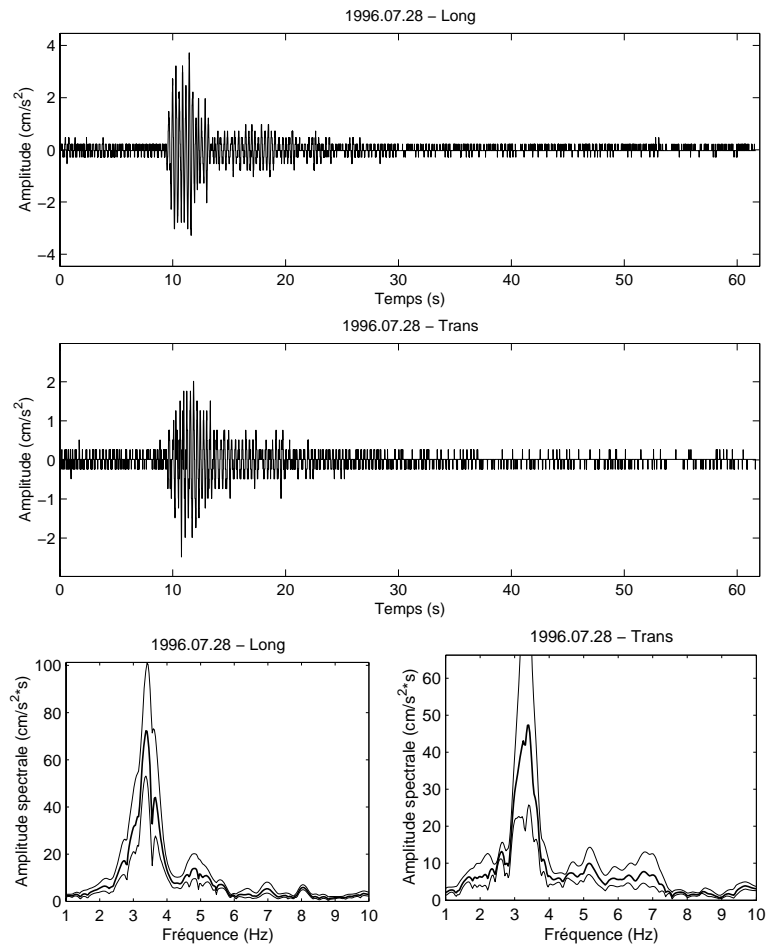 1996.07.28 – Long
4
2
0
−2
−4
Amplitude (cm/s²)
0 10 20 30 40 50 60
Temps (s)
1996.07.28 – Trans
2
1
0
−1
−2
Amplitude (cm/s²)
0 10 20 30 40 50 60
Temps (s)
1996.07.28 – Long
100
80
60
40
20
0
Amplitude spectrale (cm/s²*s)
1 2 3 4 5 6 7 8 9 10
Fréquence (Hz)
1996.07.28 – Trans
60
50
40
30
20
10
0
Amplitude spectrale (cm/s²*s)
1 2 3 4 5 6 7 8 9 10
Fréquence (Hz)